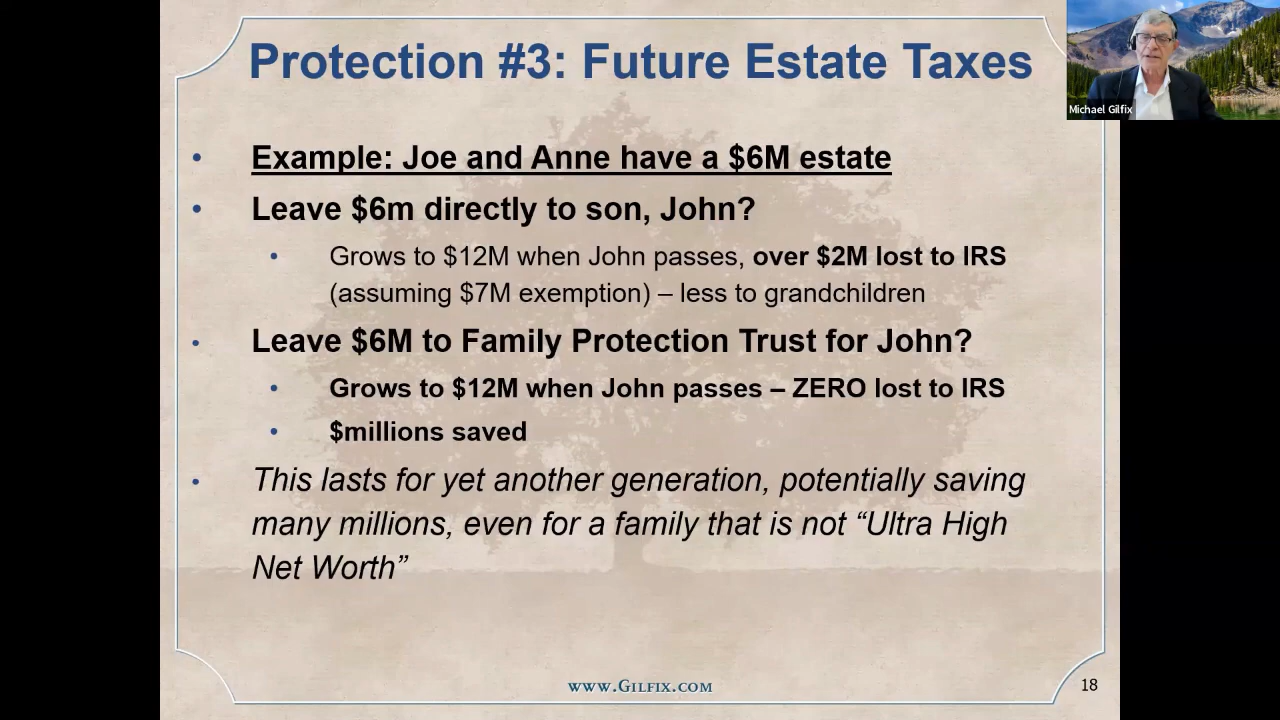 Protection #3: Future Estate Taxes
Michael Gilfix
• Example: Joe and Anne have a $6M estate
• Leave $6m directly to son, John?
• Grows to $12M when John passes, over $2M lost to IRS
(assuming $7M exemption) – less to grandchildren
• Leave $6M to Family Protection Trust for John?
• Grows to $12M when John passes – ZERO lost to IRS
• $millions saved
• This lasts for yet another generation, potentially saving
many millions, even for a family that is not “Ultra High
Net Worth”
www.Gilfix.com
18